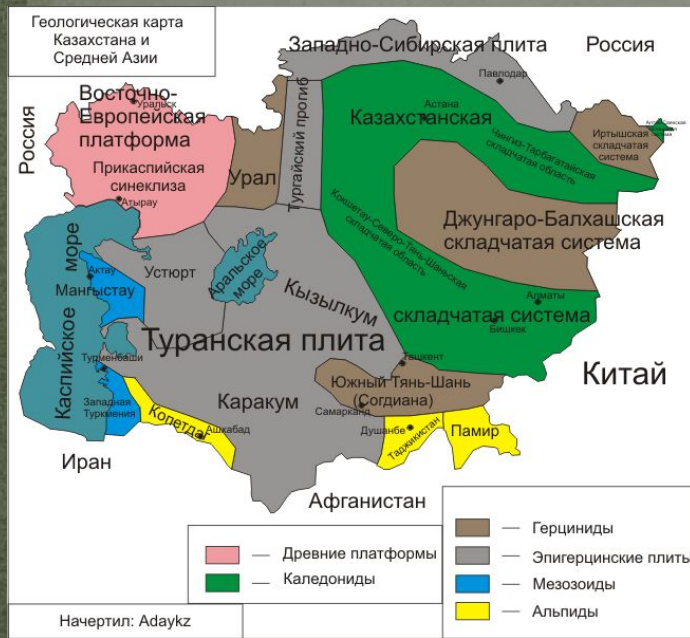 Геологическая карта
Казахстана и
Средней Азии
Западно-Сибирская плита
Россия
Павлодар
Россия
Восточно-
Уральск
Европейская
платформа
Прикаспийская
синеклиза
Атырау
Урал
Тургайский прогиб
Астана
Казахстанская
Чингиз-Тарбагатайская
складчатая область
Иртышская
складчатая
система
Кокшетау-Северо-Тянь-Шаньская
складчатая область
Джунгаро-Балхашская
складчатая система
Каспийское море
Актау
Мангыстау
Устюрт
Аральское
море
Кызылкум
Алматы
складчатая система
Бишкек
Туранская плита
Ташкент
Китай
Туркменбаши
Южный Тянь-Шань
(Согдиана)
Самарканд
Каракум
Западная
Туркмения
Копетдаг
Ашкабад
Душанбе
Таджикистан
Памир
Иран
Афганистан
— Древние платформы
— Каледониды
— Герциниды
— Эпигерцинские плиты
— Мезозоиды
— Альпиды
Начертил: Adaykz